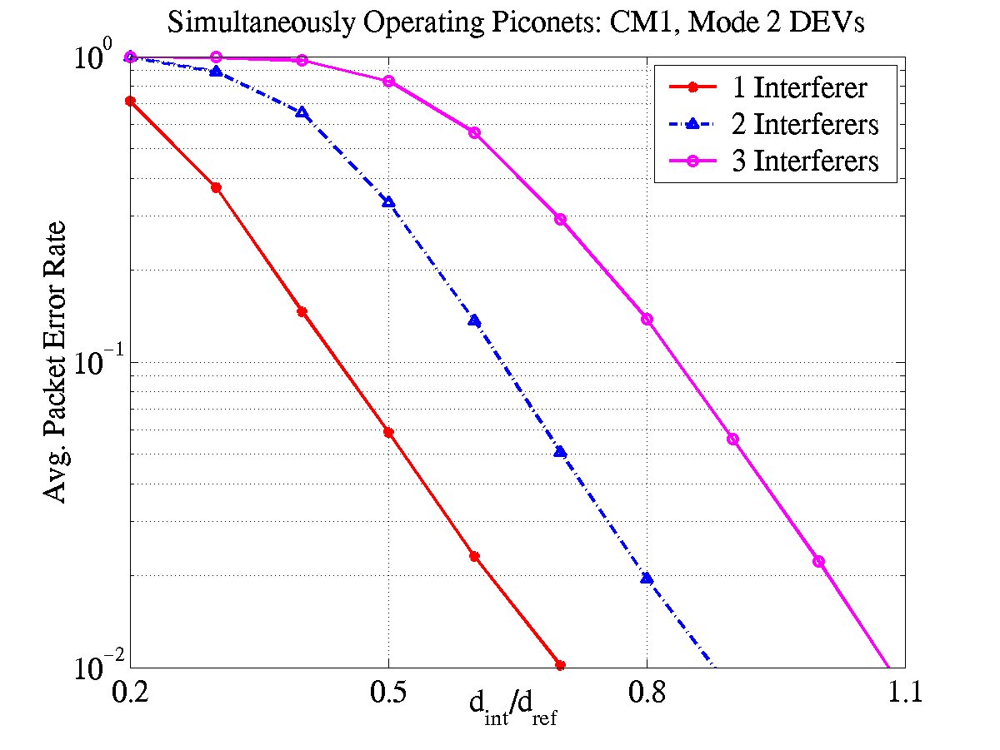 Simultaneously Operating Piconets: CM1, Mode 2 DEVs
10^0
1 Interferer
2 Interferers
3 Interferers
Avg. Packet Error Rate
10^−1
10^−2
0.2 0.5 0.8 1.1
d_int/d_ref